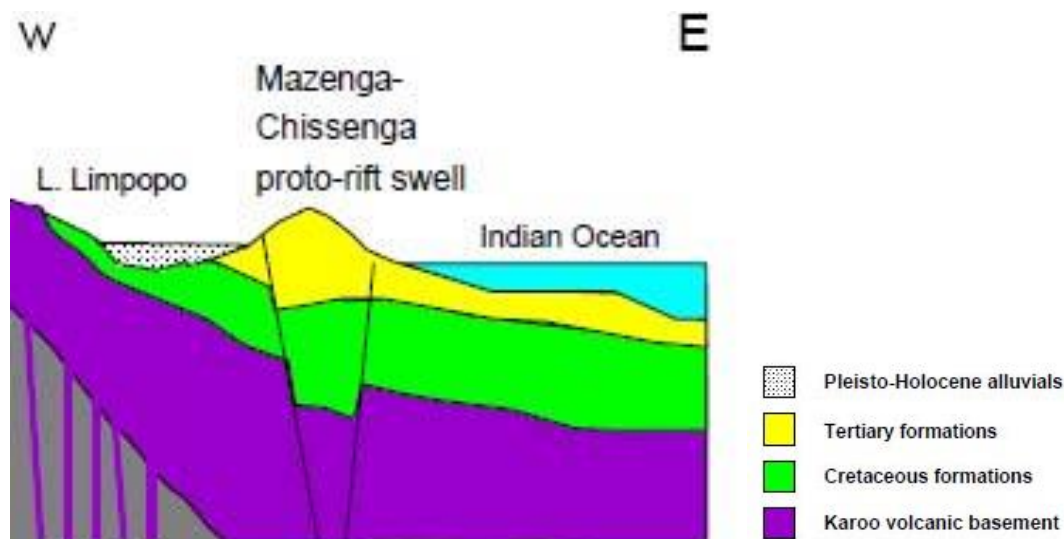 W
E
Mazenga-
Chissenga
proto-rift swell
L. Limpopo
Indian Ocean
Pleisto-Holocene alluvials
Tertiary formations
Cretaceous formations
Karoo volcanic basement